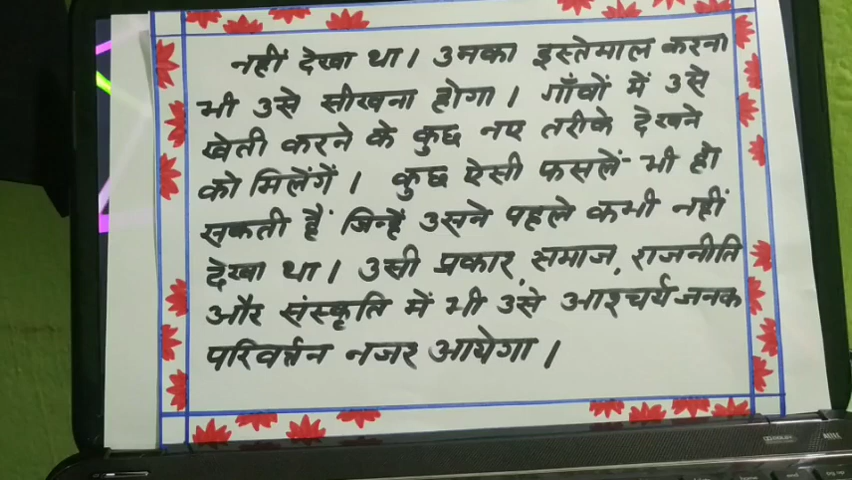 नहीं देखा था। उनका इस्तेमाल करना
भी उसे सीखना होगा। गाँवों में उसे
खेती करने के कुछ नए तरीके देखने
को मिलेंगें। कुछ ऐसी फसलें भी हो
सकती हैं जिन्हें उसने पहले कभी नहीं
देखा था। उसी प्रकार, समाज, राजनीति
और संस्कृति में भी उसे आश्चर्यजनक
परिवर्त्तन नजर आयेगा।